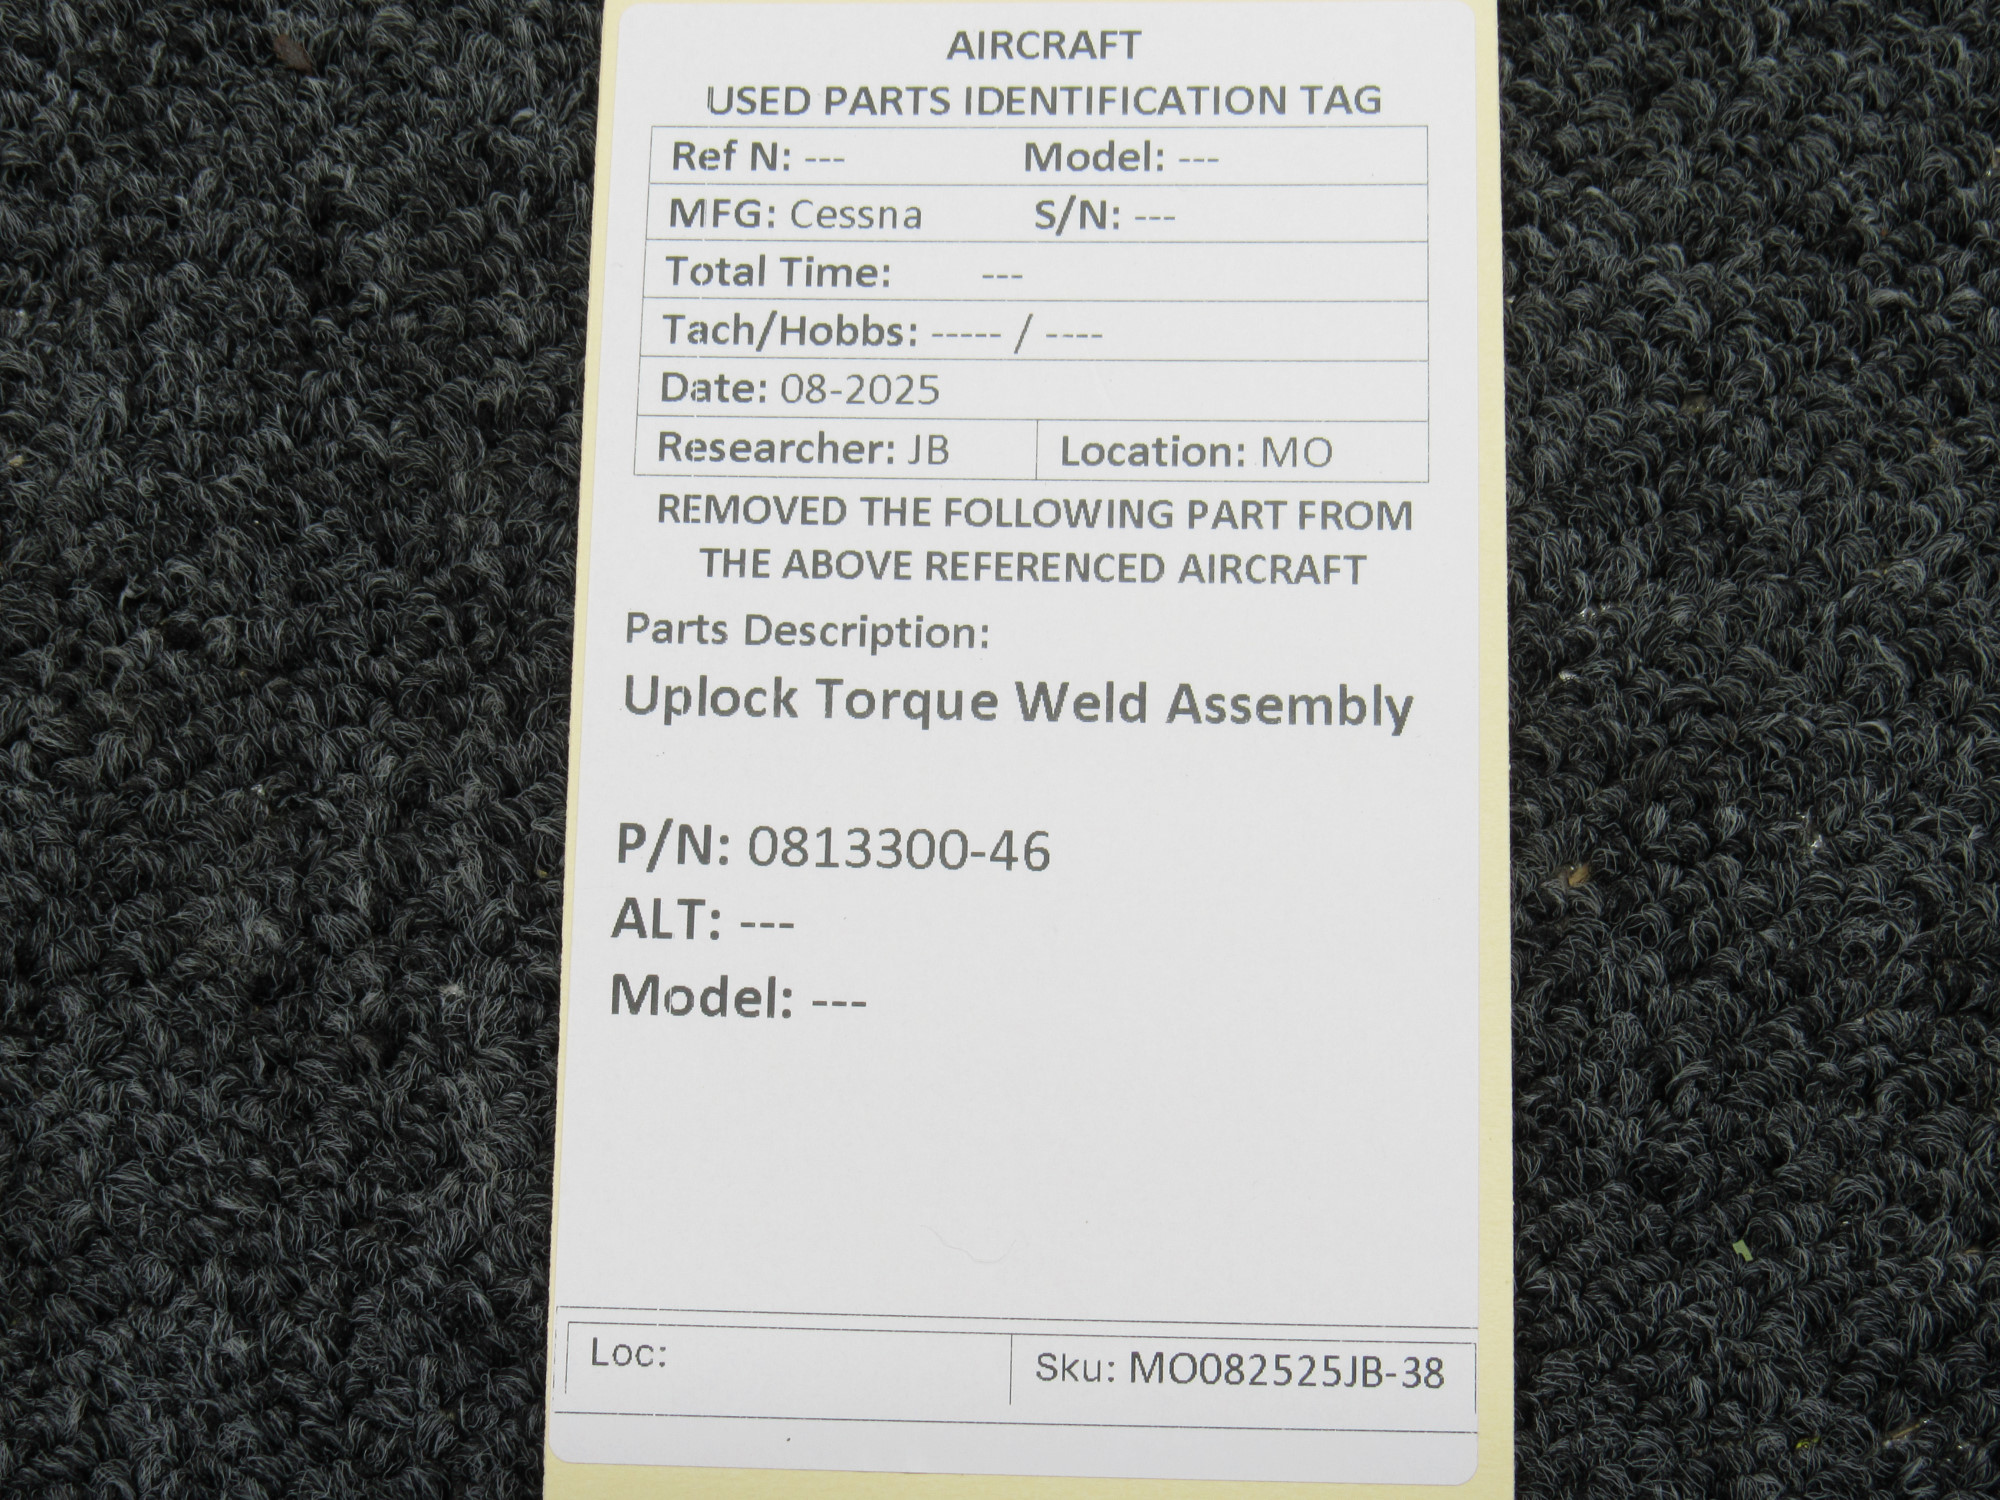 AIRCRAFT
USED PARTS IDENTIFICATION TAG
Ref N: --- Model: ---
MFG: Cessna S/N: ---
Total Time: ---
Tach/Hobbs: ----- / ----
Date: 08-2025
Researcher: JB Location: MO
REMOVED THE FOLLOWING PART FROM
THE ABOVE REFERENCED AIRCRAFT
Parts Description:
Uplock Torque Weld Assembly
P/N: 0813300-46
ALT: ---
Model: ---
Loc: Sku: MO082525JB-38